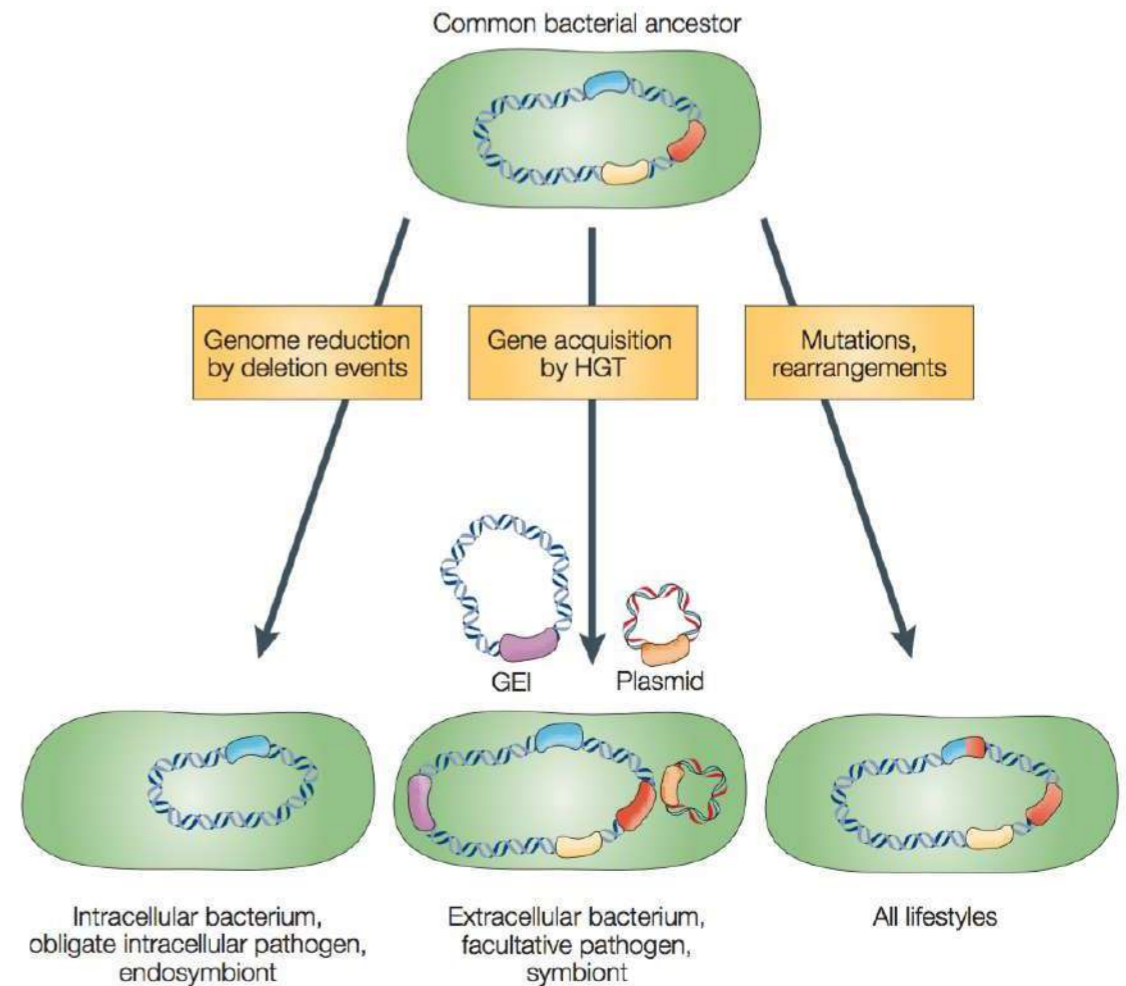 Common bacterial ancestor
Genome reduction
by deletion events
Gene acquisition
by HGT
Mutations,
rearrangements
GEI
Plasmid
Intracellular bacterium,
obligate intracellular pathogen,
endosymbiont
Extracellular bacterium,
facultative pathogen,
symbiont
All lifestyles